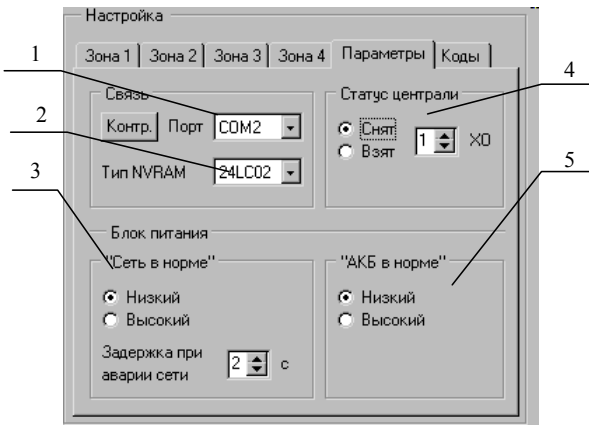 Настройка
Зона 1 Зона 2 Зона 3 Зона 4 Параметры Коды
1
4
Связь
Статус централи
Контр. Порт COM2
Снят
Взят
1 ХО
2
Тип NVRAM 24LC02
3
5
Блок питания
"Сеть в норме"
"АКБ в норме"
Низкий
Низкий
Высокий
Высокий
Задержка при
аварии сети
2 с